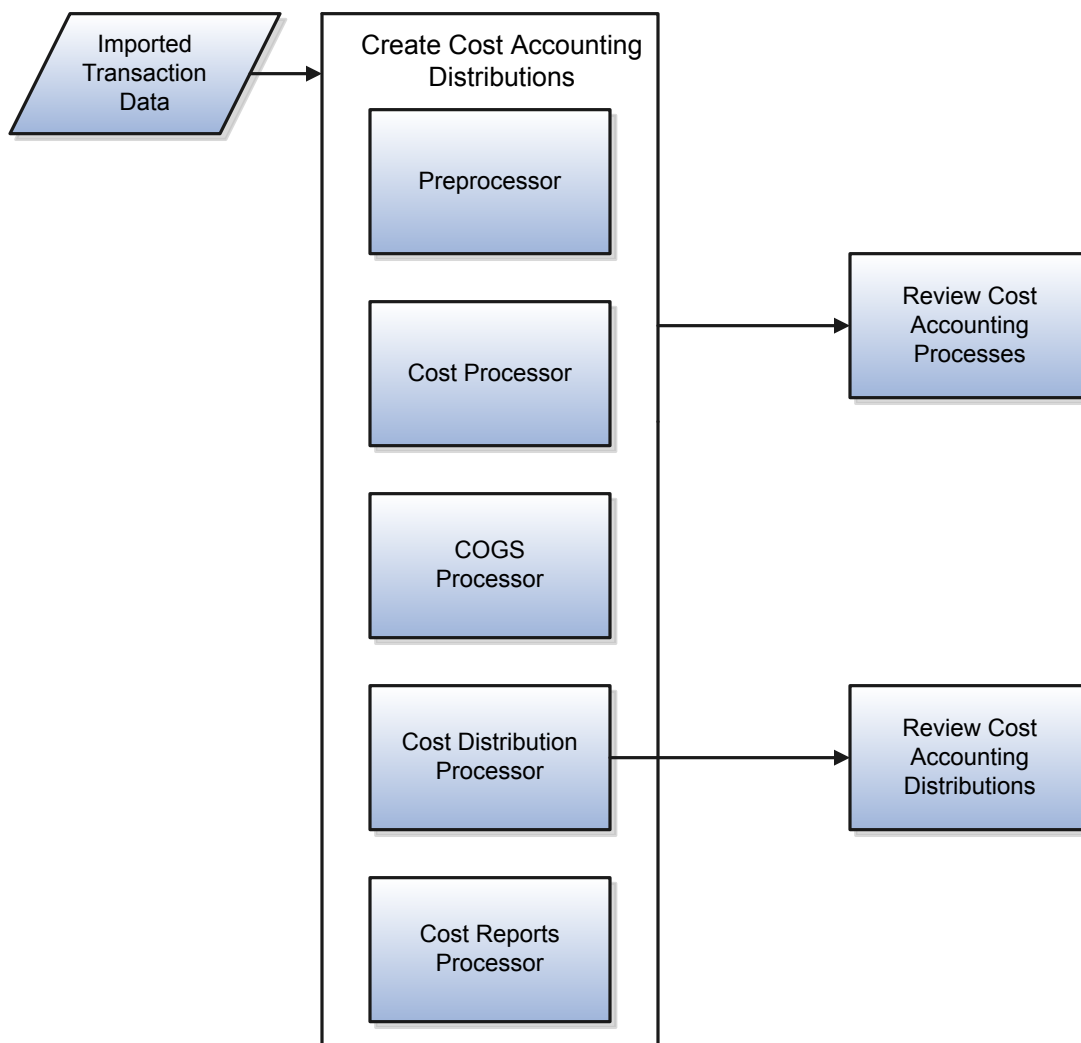 Imported
Transaction
Data
Create Cost Accounting
Distributions
Preprocessor
Cost Processor
COGS
Processor
Cost Distribution
Processor
Cost Reports
Processor
Review Cost
Accounting
Processes
Review Cost
Accounting
Distributions